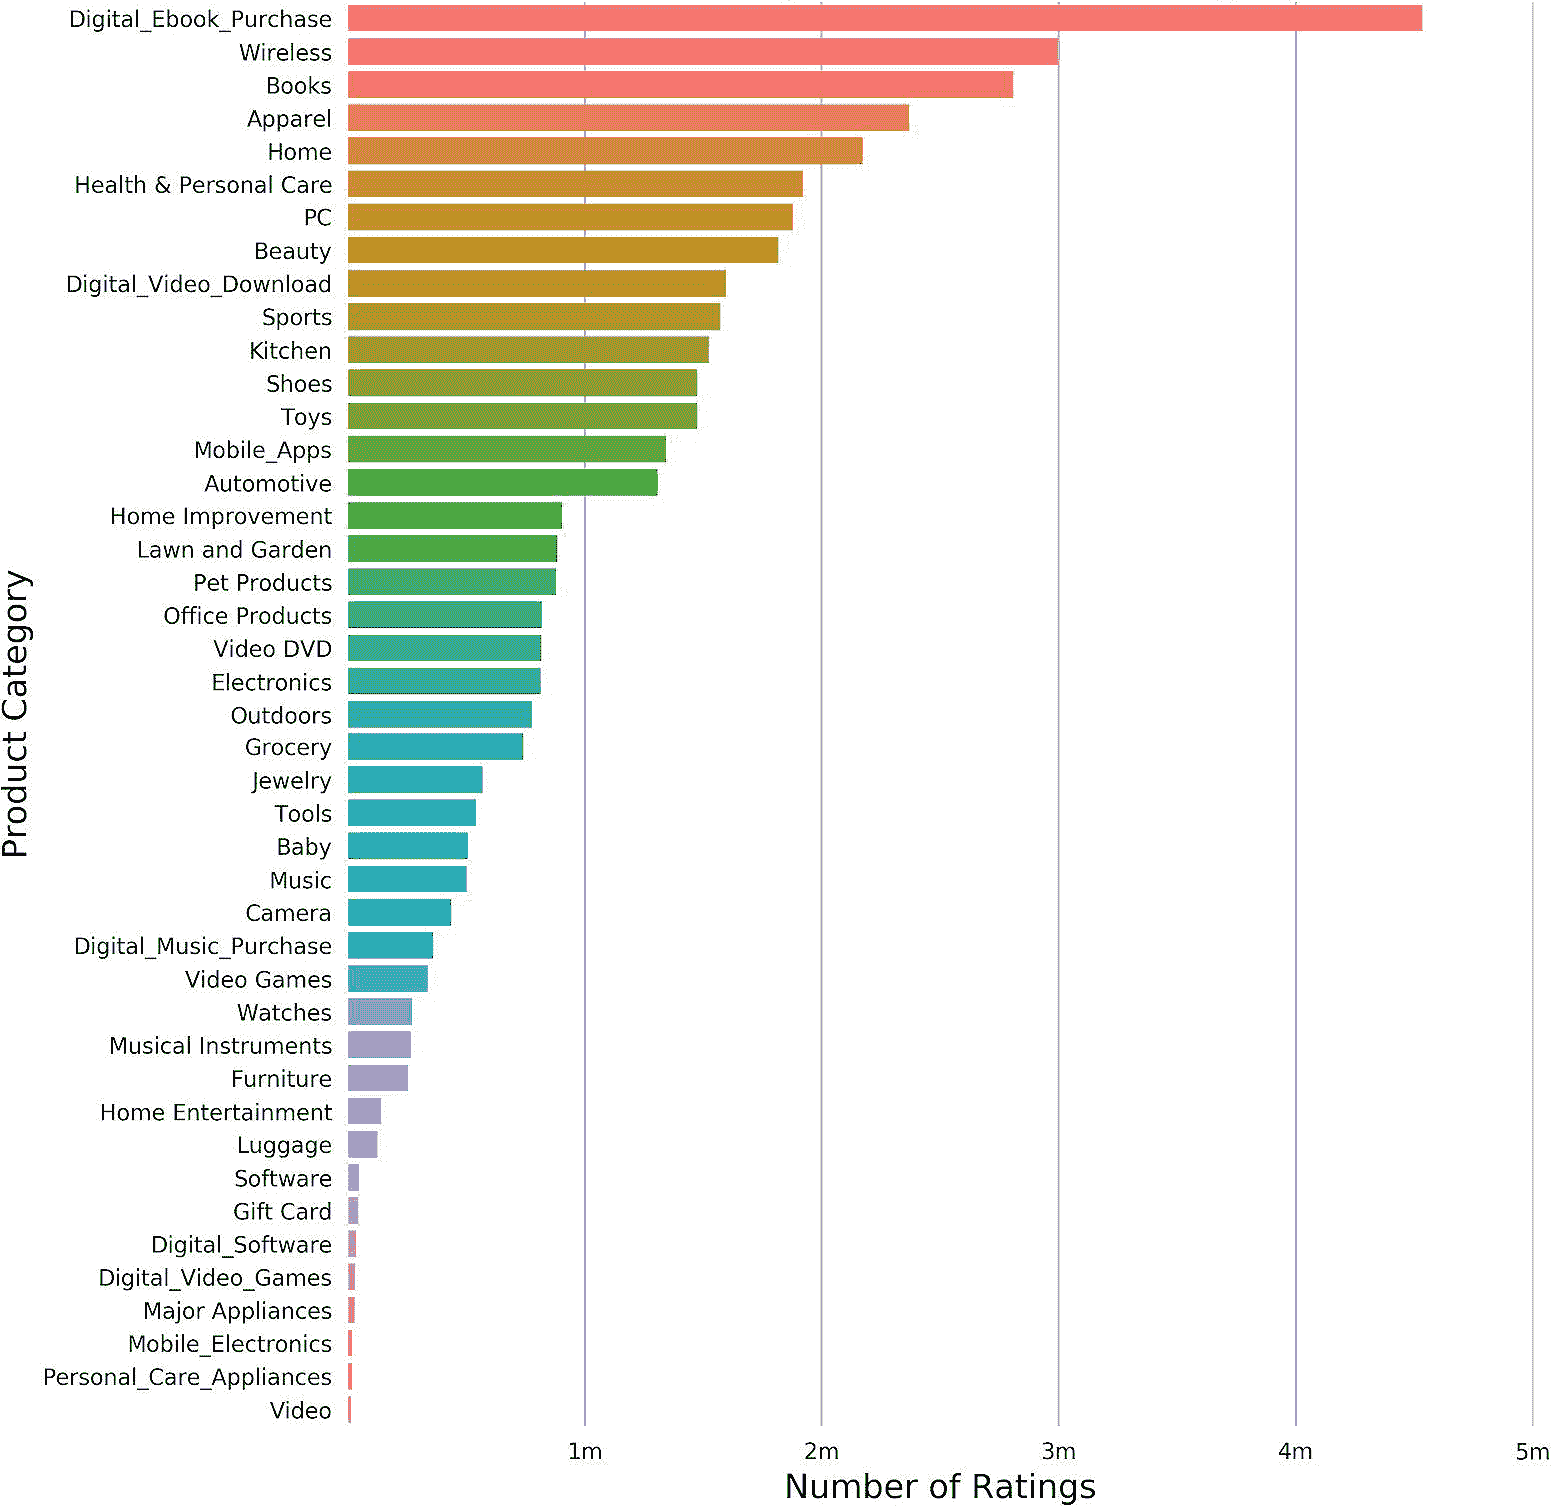 Digital_Ebook_Purchase
Wireless
Books
Apparel
Home
Health & Personal Care
PC
Beauty
Digital_Video_Download
Sports
Kitchen
Shoes
Toys
Mobile_Apps
Automotive
Home Improvement
Lawn and Garden
Pet Products
Office Products
Video DVD
Electronics
Outdoors
Grocery
Jewelry
Tools
Baby
Music
Camera
Digital_Music_Purchase
Video Games
Watches
Musical Instruments
Furniture
Home Entertainment
Luggage
Software
Gift Card
Digital_Software
Digital_Video_Games
Major Appliances
Mobile_Electronics
Personal_Care_Appliances
Video
Product Category
1m 2m 3m 4m 5m
Number of Ratings